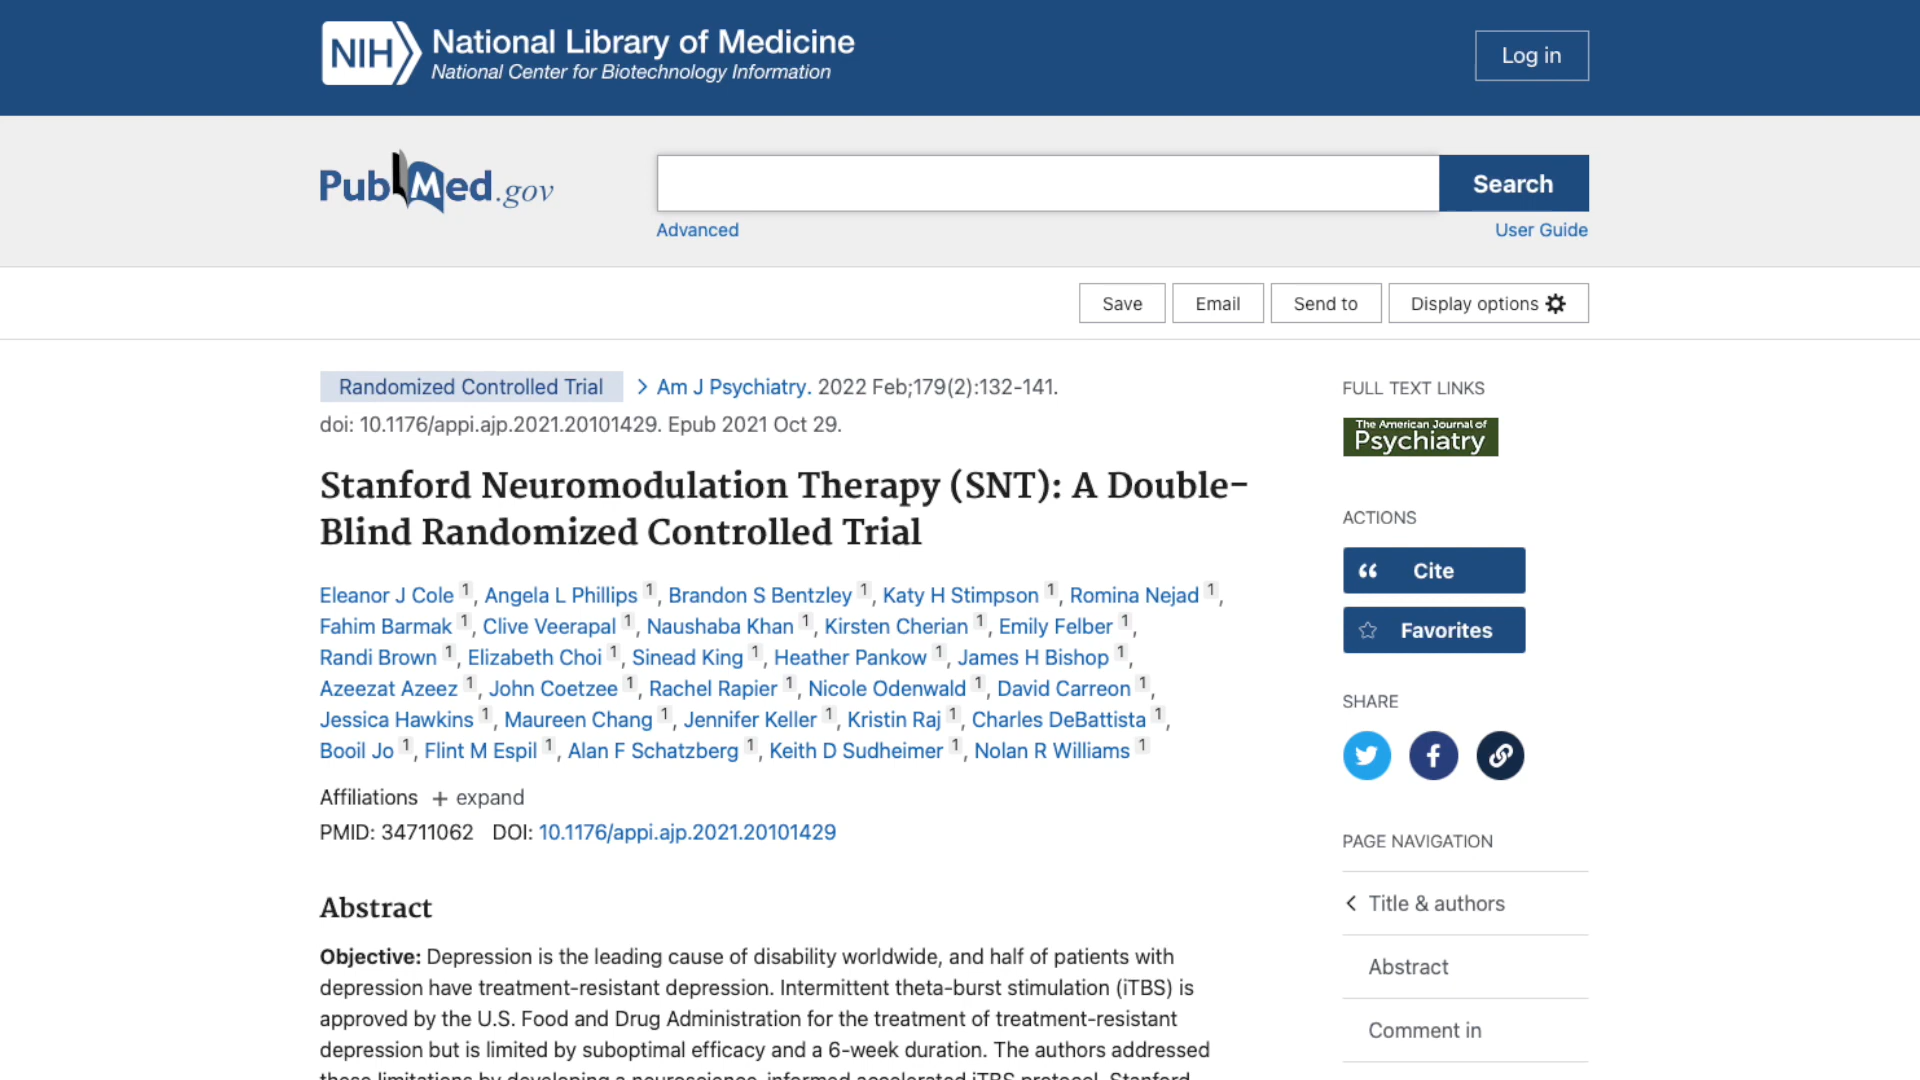 NIH National Library of Medicine
National Center for Biotechnology Information
Log in
PubMed.gov
Search
Advanced
User Guide
Save
Email
Send to
Display options
Randomized Controlled Trial > Am J Psychiatry. 2022 Feb;179(2):132-141.
doi: 10.1176/appi.ajp.2021.20101429. Epub 2021 Oct 29.
Stanford Neuromodulation Therapy (SNT): A Double-
Blind Randomized Controlled Trial
Eleanor J Cole 1, Angela L Phillips 1, Brandon S Bentzley 1, Katy H Stimpson 1, Romina Nejad 1,
Fahim Barmak 1, Clive Veerapal 1, Naushaba Khan 1, Kirsten Cherian 1, Emily Felber 1,
Randi Brown 1, Elizabeth Choi 1, Sinead King 1, Heather Pankow 1, James H Bishop 1,
Azeezat Azeez 1, John Coetzee 1, Rachel Rapier 1, Nicole Odenwald 1, David Carreon 1,
Jessica Hawkins 1, Maureen Chang 1, Jennifer Keller 1, Kristin Raj 1, Charles DeBattista 1,
Booil Jo 1, Flint M Espil 1, Alan F Schatzberg 1, Keith D Sudheimer 1, Nolan R Williams 1
Affiliations + expand
PMID: 34711062 DOI: 10.1176/appi.ajp.2021.20101429
Abstract
Objective: Depression is the leading cause of disability worldwide, and half of patients with
depression have treatment-resistant depression. Intermittent theta-burst stimulation (iTBS) is
approved by the U.S. Food and Drug Administration for the treatment of treatment-resistant
depression but is limited by suboptimal efficacy and a 6-week duration. The authors addressed
these limitations by developing a neuroscience-informed accelerated iTBS protocol, Stanford
FULL TEXT LINKS
The American Journal of
Psychiatry
ACTIONS
Cite
Favorites
SHARE
PAGE NAVIGATION
Title & authors
Abstract
Comment in